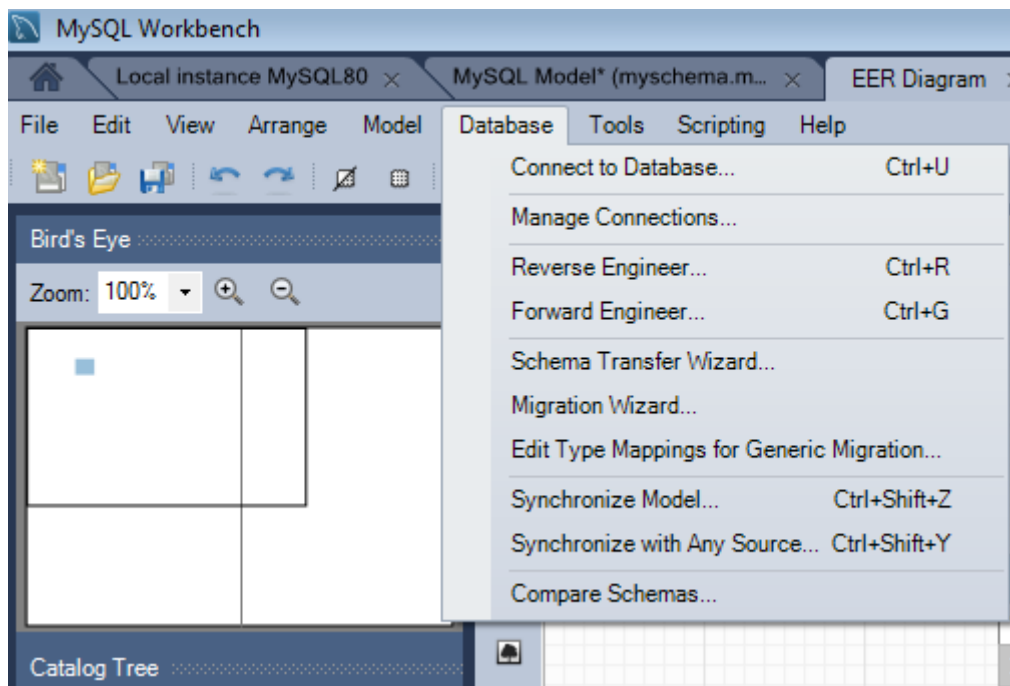 MySQL Workbench
Local instance MySQL80 × MySQL Model* (myschema.m... × EER Diagram
File Edit View Arrange Model Database Tools Scripting Help
Connect to Database... Ctrl+U
Manage Connections...
Bird's Eye
Reverse Engineer... Ctrl+R
Zoom: 100%
Forward Engineer... Ctrl+G
Schema Transfer Wizard...
Migration Wizard...
Edit Type Mappings for Generic Migration...
Synchronize Model... Ctrl+Shift+Z
Synchronize with Any Source... Ctrl+Shift+Y
Compare Schemas...
Catalog Tree